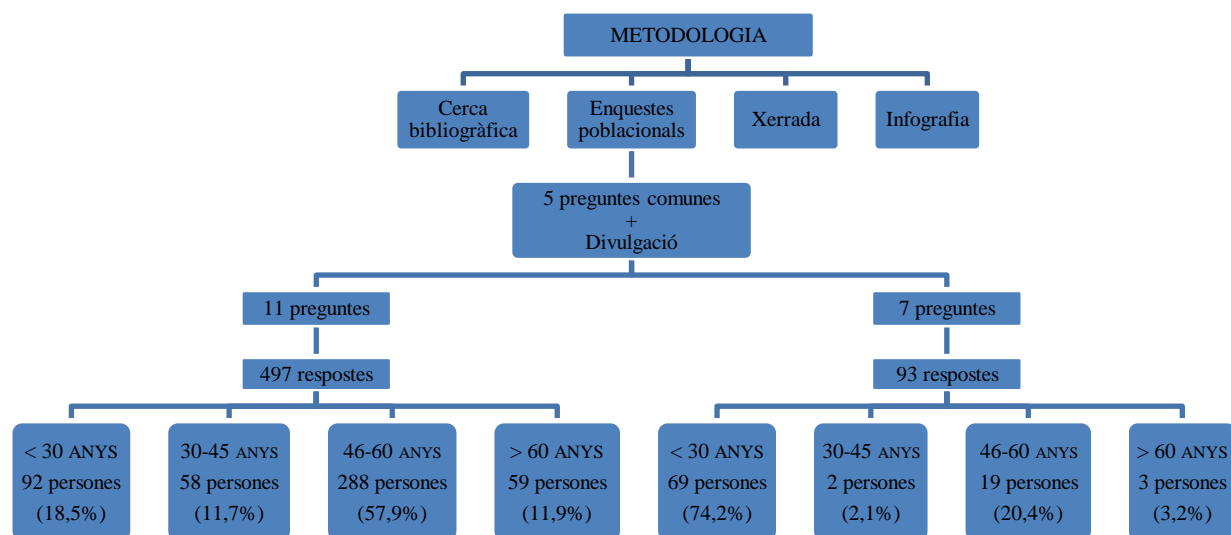 METODOLOGIA
Cerca
bibliogràfica
Enquestes
poblacionals
Xerrada
Infografia
5 preguntes comunes
+
Divulgació
11 preguntes
7 preguntes
497 respostes
93 respostes
< 30 ANYS
92 persones
(18,5%)
30-45 ANYS
58 persones
(11,7%)
46-60 ANYS
288 persones
(57,9%)
> 60 ANYS
59 persones
(11,9%)
< 30 ANYS
69 persones
(74,2%)
30-45 ANYS
2 persones
(2,1%)
46-60 ANYS
19 persones
(20,4%)
> 60 ANYS
3 persones
(3,2%)